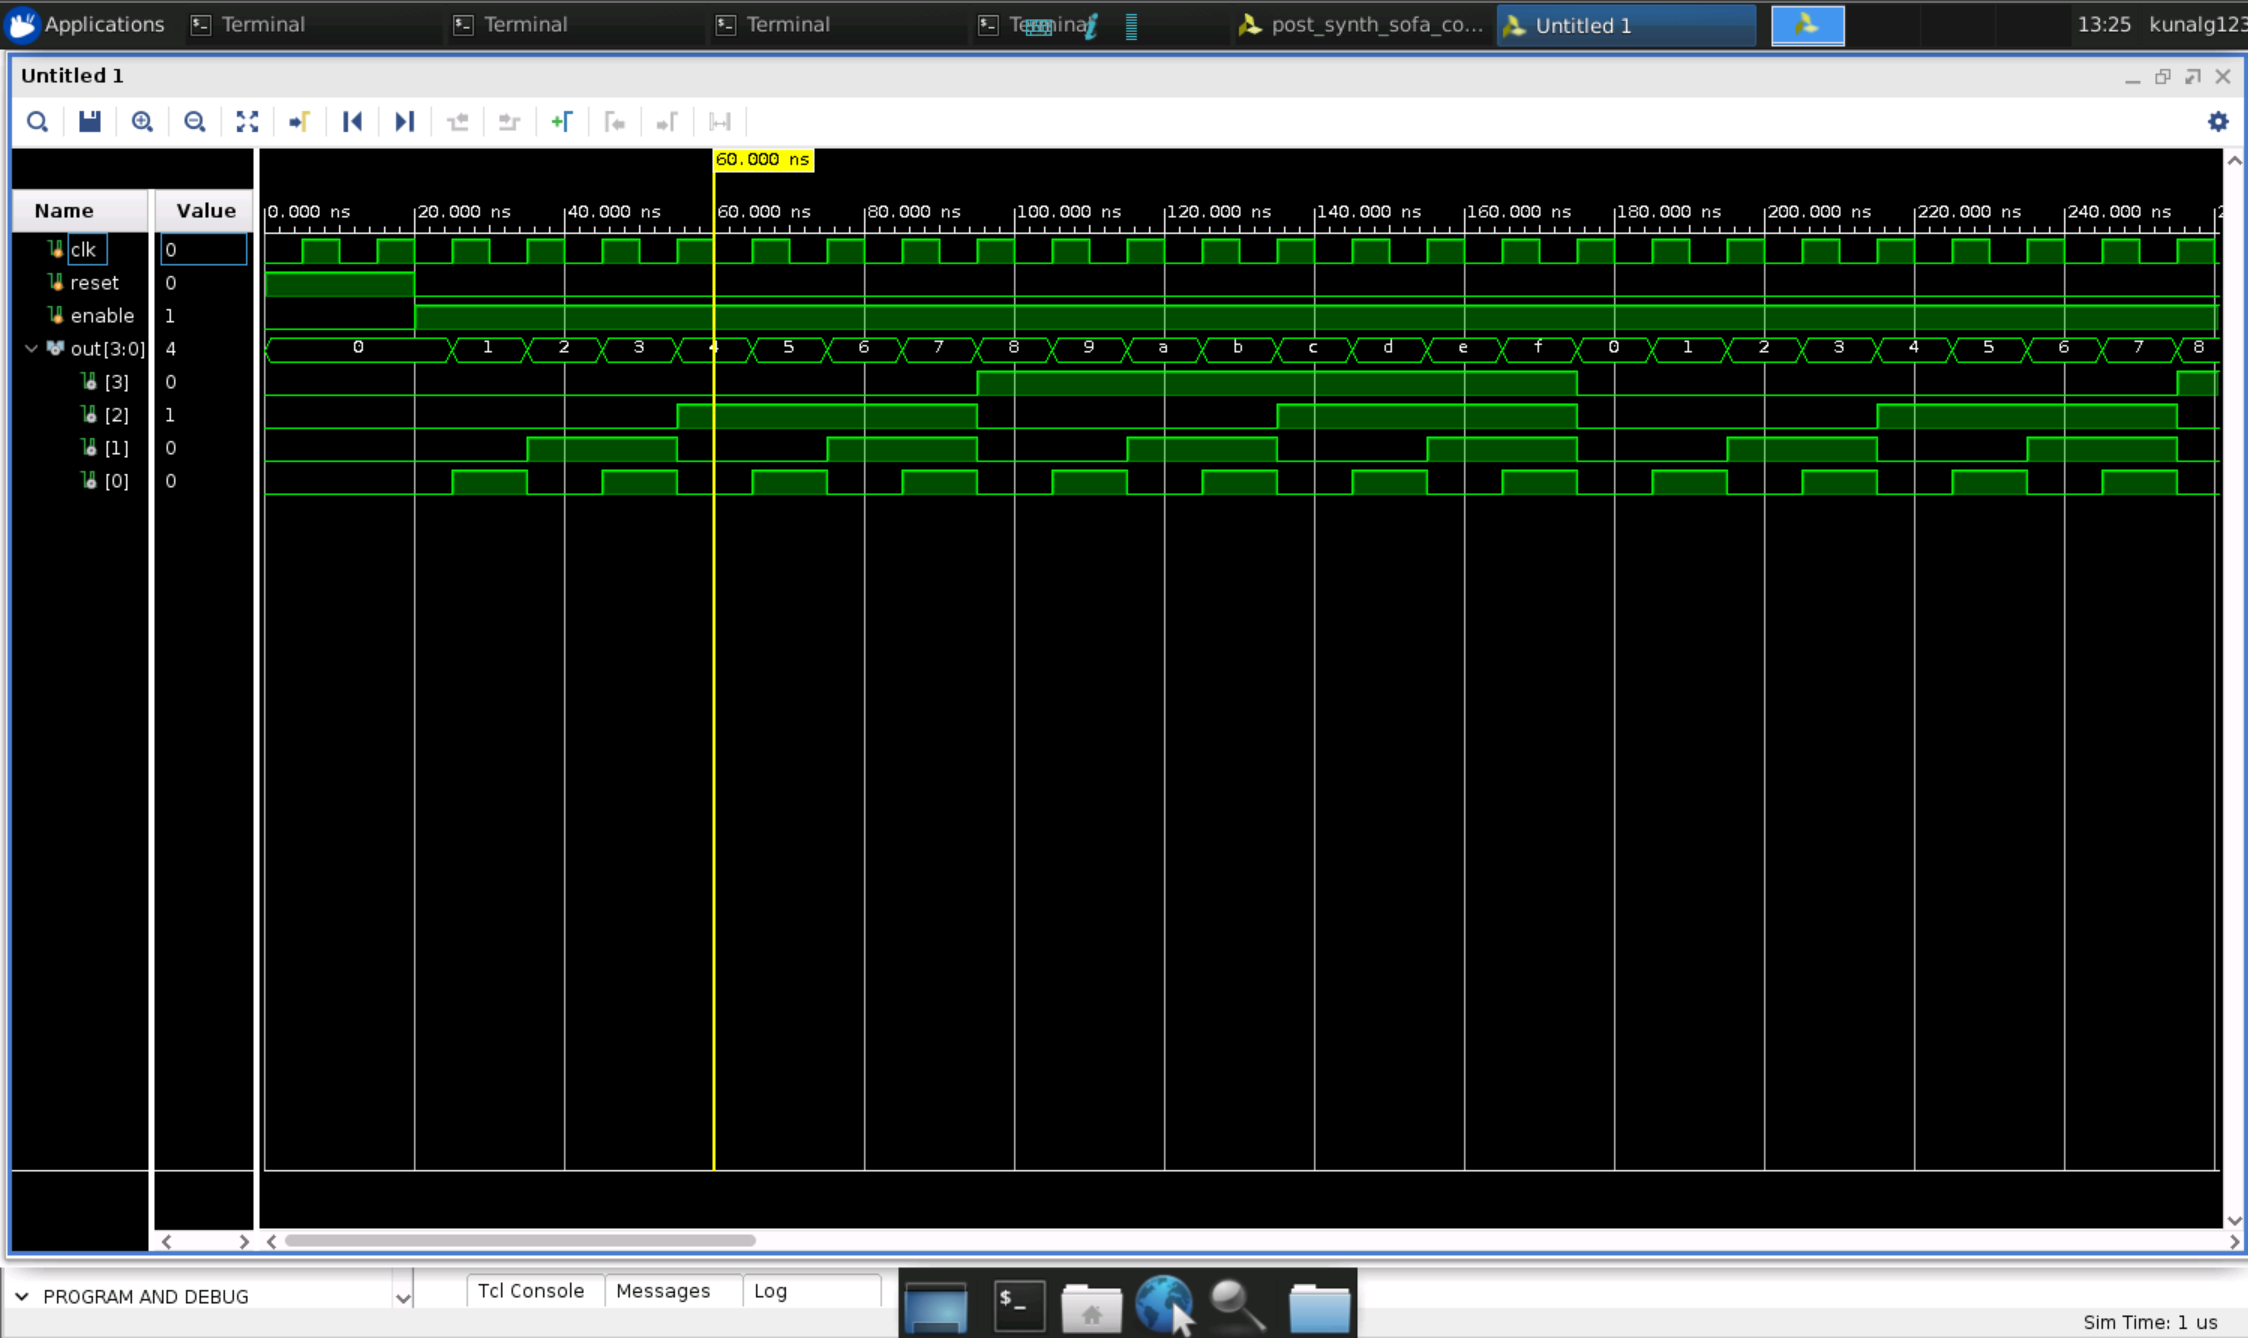 Applications Terminal Terminal Terminal Terminal post_synth_sofa_co... Untitled 1 13:25 kunalg123
Untitled 1
60.000 ns
Name Value 0.000 ns 20.000 ns 40.000 ns 60.000 ns 80.000 ns 100.000 ns 120.000 ns 140.000 ns 160.000 ns 180.000 ns 200.000 ns 220.000 ns 240.000 ns 2
clk 0
reset 0
enable 1
out[3:0] 4 0 1 2 3 4 5 6 7 8 9 a b c d e f 0 1 2 3 4 5 6 7 8
[3] 0
[2] 1
[1] 0
[0] 0
PROGRAM AND DEBUG Tcl Console Messages Log
$_
Sim Time: 1 us